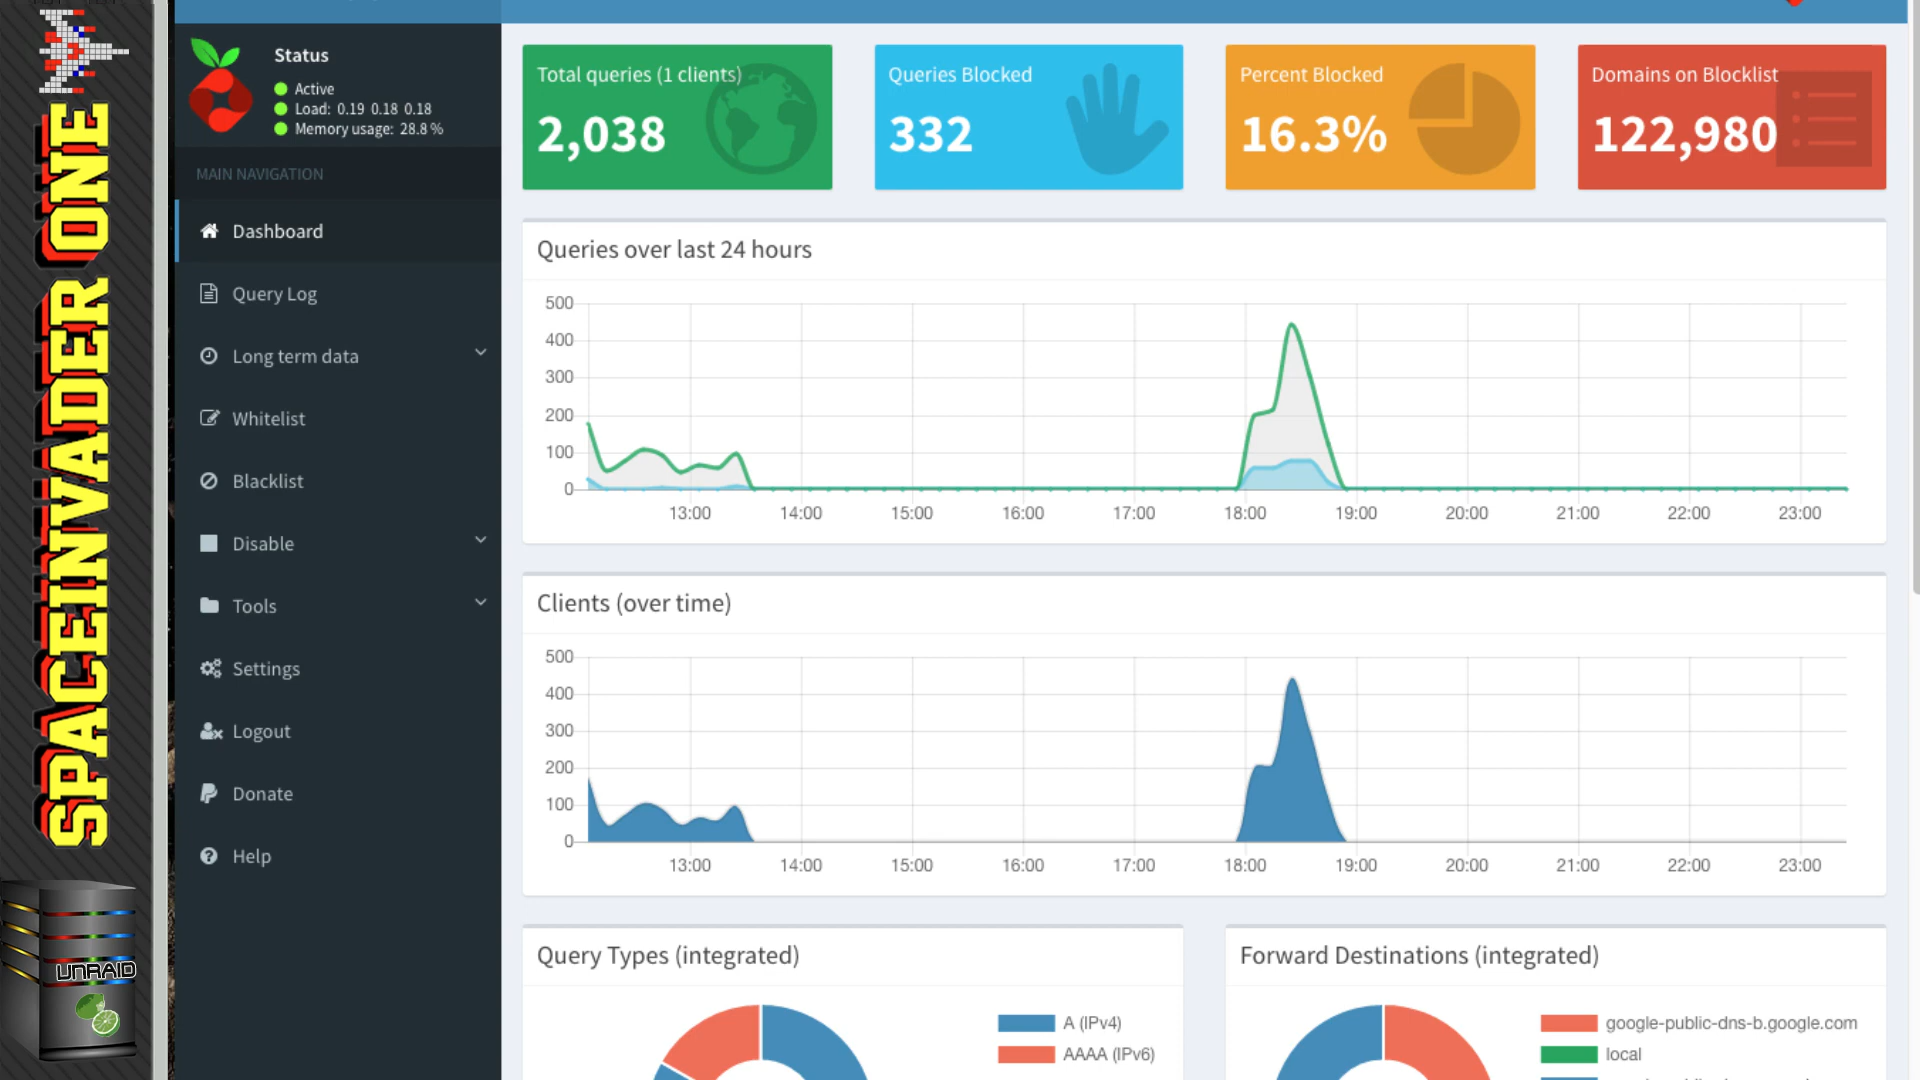 SPACEINVADER ONE
UNRAID
Status
Active
Load: 0.19 0.18 0.18
Memory usage: 28.8 %
MAIN NAVIGATION
Dashboard
Query Log
Long term data
Whitelist
Blacklist
Disable
Tools
Settings
Logout
Donate
Help
Total queries (1 clients)
2,038
Queries Blocked
332
Percent Blocked
16.3%
Domains on Blocklist
122,980
Queries over last 24 hours
500
400
300
200
100
0
13:00 14:00 15:00 16:00 17:00 18:00 19:00 20:00 21:00 22:00 23:00
Clients (over time)
500
400
300
200
100
0
13:00 14:00 15:00 16:00 17:00 18:00 19:00 20:00 21:00 22:00 23:00
Query Types (integrated)
A (IPv4)
AAAA (IPv6)
Forward Destinations (integrated)
google-public-dns-b.google.com
local